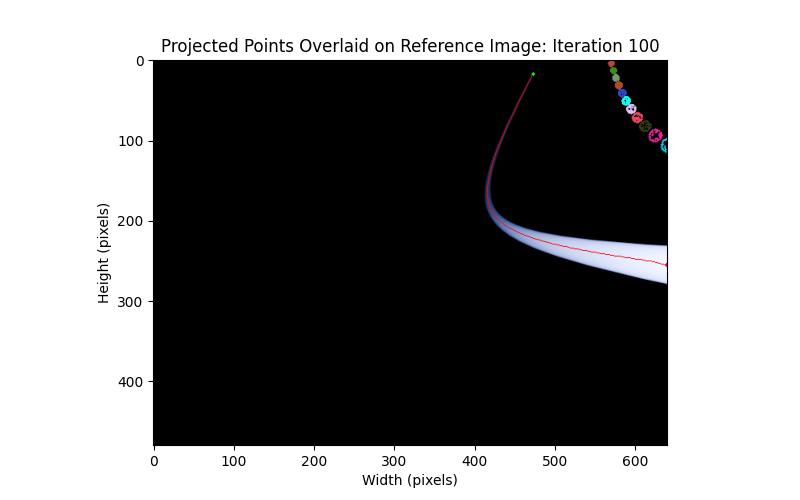 Projected Points Overlaid on Reference Image: Iteration 100
0
100
200
300
400
Height (pixels)
0 100 200 300 400 500 600
Width (pixels)